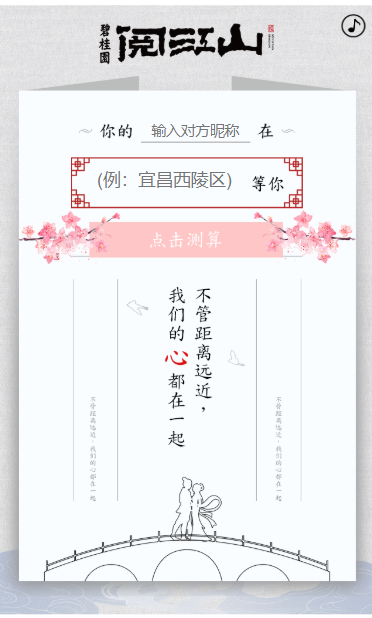 碧桂園
阅江山
你的 输入对方昵称 在
(例：宜昌西陵区) 等你
点击测算
不管距离远近，
我们的心都在一起
不管距离远近，我们的心都在一起
不管距离远近，我们的心都在一起